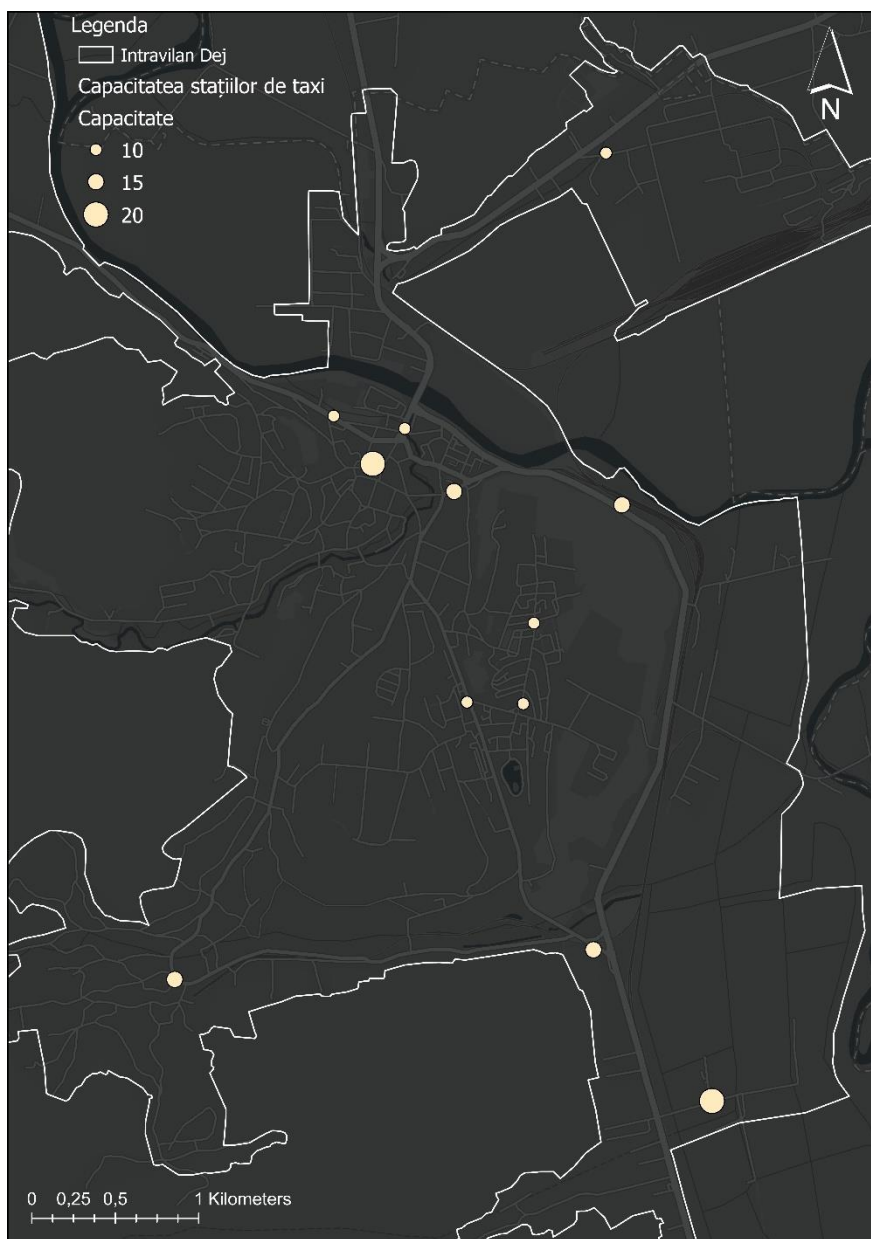 Legenda
Intravilan Dej
Capacitatea stațiilor de taxi
Capacitate
10
15
20
N
0 0,25 0,5 1 Kilometers